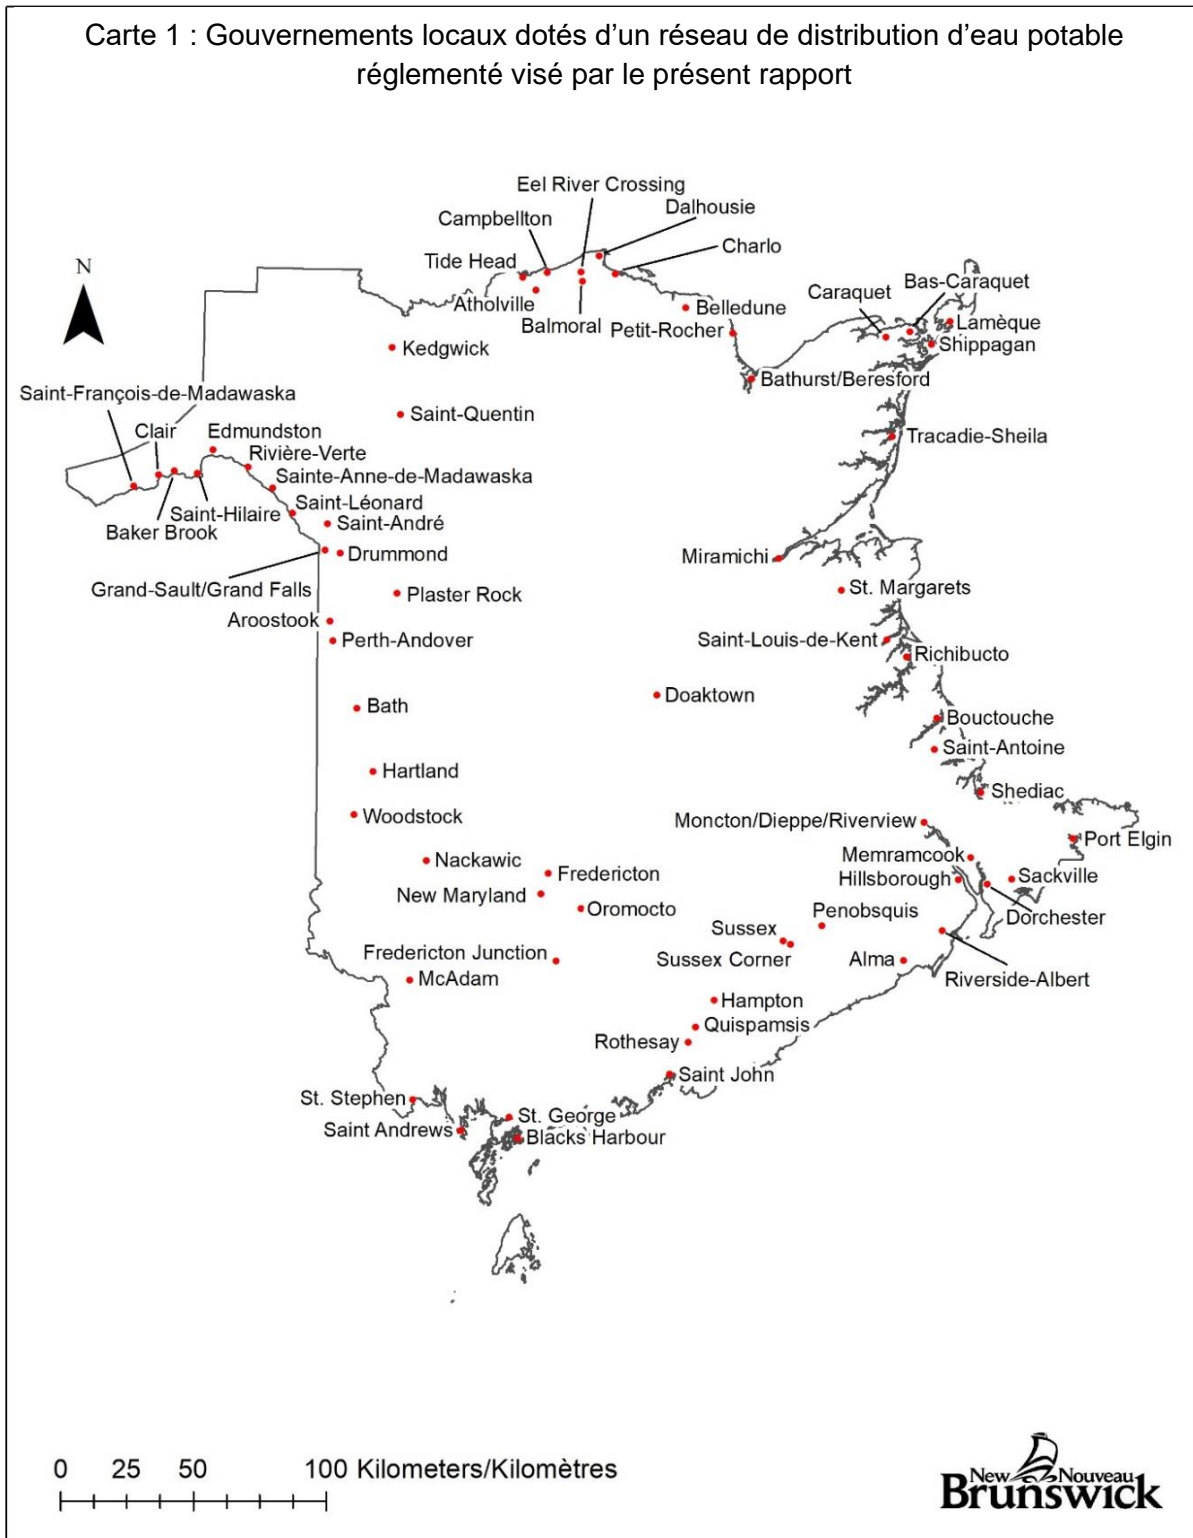 Carte 1 : Gouvernements locaux dotés d’un réseau de distribution d’eau potable
réglementé visé par le présent rapport
N
Eel River Crossing
Dalhousie
Campbellton
Charlo
Tide Head
Bas-Caraquet
Caraquet
Atholville
Belledune
Lamèque
Balmoral
Petit-Rocher
Shippagan
Kedgwick
Bathurst/Beresford
Saint-François-de-Madawaska
Saint-Quentin
Clair
Edmundston
Tracadie-Sheila
Rivière-Verte
Sainte-Anne-de-Madawaska
Saint-Léonard
Saint-Hilaire
Saint-André
Baker Brook
Drummond
Miramichi
Grand-Sault/Grand Falls
St. Margarets
Plaster Rock
Aroostook
Perth-Andover
Saint-Louis-de-Kent
Richibucto
Doaktown
Bath
Bouctouche
Saint-Antoine
Hartland
Shediac
Woodstock
Moncton/Dieppe/Riverview
Port Elgin
Nackawic
Memramcook
Fredericton
Hillsborough
Sackville
New Maryland
Oromocto
Penobsquis
Dorchester
Sussex
Fredericton Junction
Sussex Corner
Alma
McAdam
Riverside-Albert
Hampton
Quispamsis
Rothesay
Saint John
St. Stephen
St. George
Saint Andrews
Blacks Harbour
0 25 50 100 Kilometers/Kilomètres
New Nouveau
Brunswick